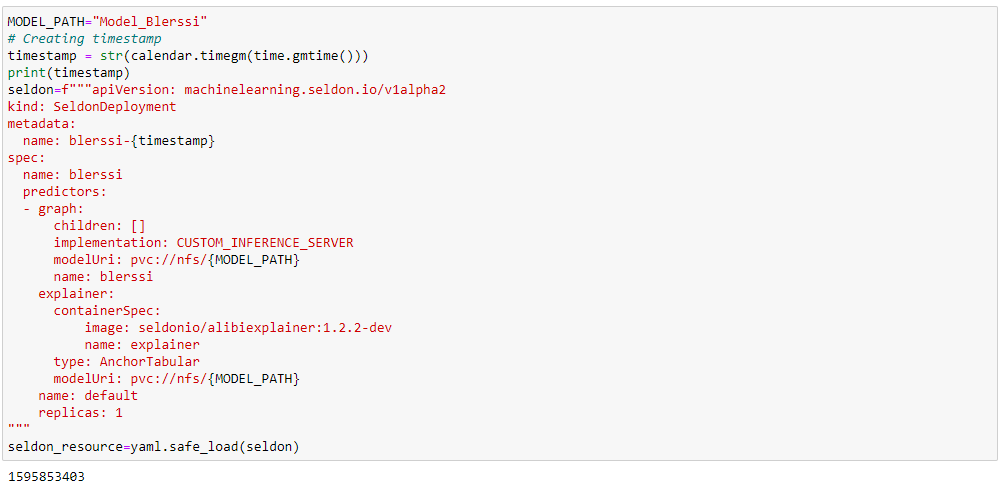 MODEL_PATH="Model_Blerssi"
# Creating timestamp
timestamp = str(calendar.timegm(time.gmtime()))
print(timestamp)
seldon=f"""apiVersion: machinelearning.seldon.io/v1alpha2
kind: SeldonDeployment
metadata:
  name: blerssi-{timestamp}
spec:
  name: blerssi
  predictors:
  - graph:
      children: []
      implementation: CUSTOM_INFERENCE_SERVER
      modelUri: pvc://nfs/{MODEL_PATH}
      name: blerssi
    explainer:
      containerSpec:
          image: seldonio/alibiexplainer:1.2.2-dev
          name: explainer
      type: AnchorTabular
      modelUri: pvc://nfs/{MODEL_PATH}
    name: default
    replicas: 1
"""
seldon_resource=yaml.safe_load(seldon)
1595853403